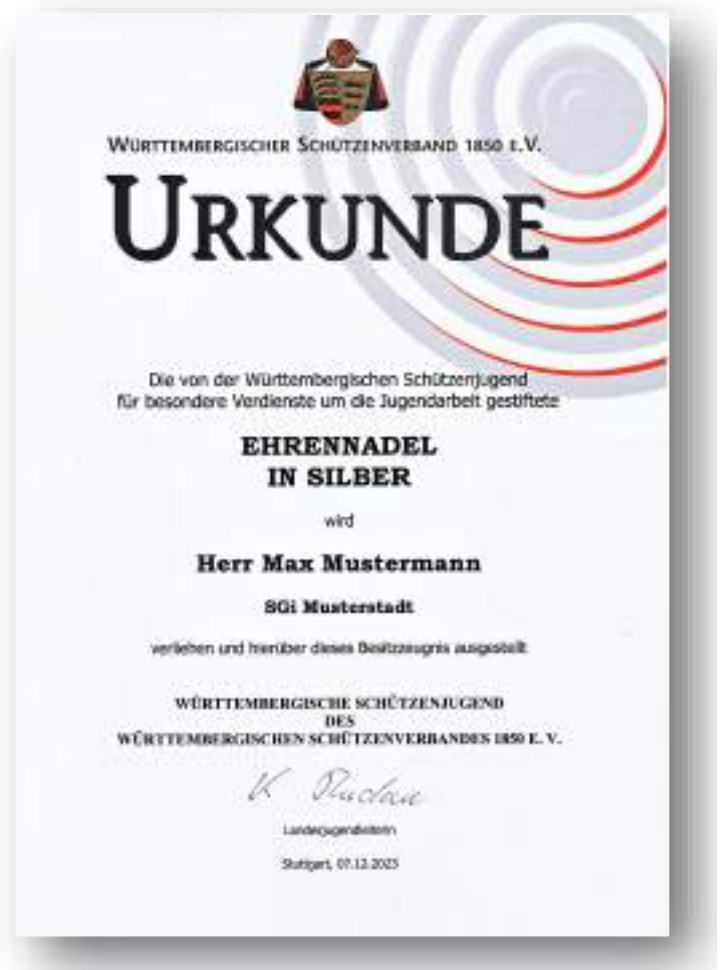 WÜRTTEMBERGISCHER SCHÜTZENVERBAND 1850 E.V.
URKUNDE
Die von der Württembergischen Schützenjugend
für besondere Verdienste um die Jugendarbeit gestiftete
EHRENNADEL
IN SILBER
wird
Herr Max Mustermann
SGi Musterstadt
verliehen und hierüber dieses Besitzzeugnis ausgestellt
WÜRTTEMBERGISCHE SCHÜTZENJUGEND
DES
WÜRTTEMBERGISCHEN SCHÜTZENVERBANDES 1850 E. V.
K
Landesjugendleiterin
Stuttgart, 07.12.2023